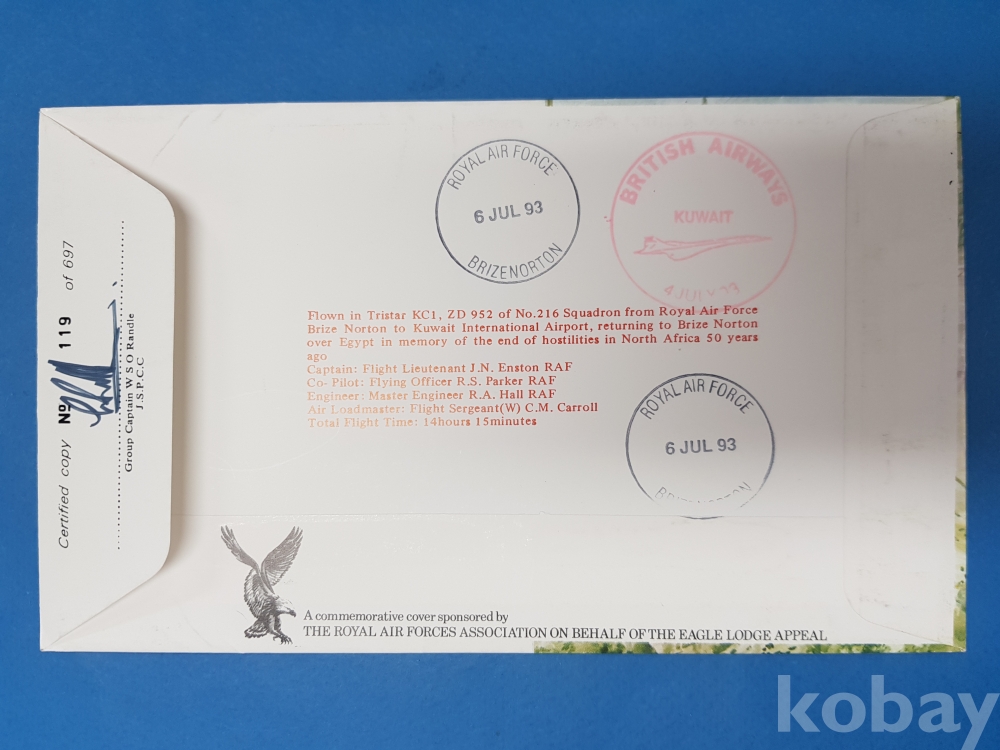 ROYAL AIR FORCE
6 JUL 93
BRIZENORTON
BRITISH AIRWAYS
KUWAIT
4 JULY 93
Certified copy Nº 119 of 697
Group Captain W S O Randle
J.S.P.C.C
Flown in Tristar KC1, ZD 952 of No.216 Squadron from Royal Air Force
Brize Norton to Kuwait International Airport, returning to Brize Norton
over Egypt in memory of the end of hostilities in North Africa 50 years
ago
Captain: Flight Lieutenant J.N. Enston RAF
Co-Pilot: Flying Officer R.S. Parker RAF
Engineer: Master Engineer R.A. Hall RAF
Air Loadmaster: Flight Sergeant(W) C.M. Carroll
Total Flight Time: 14hours 15minutes
ROYAL AIR FORCE
6 JUL 93
A commemorative cover sponsored by
THE ROYAL AIR FORCES ASSOCIATION ON BEHALF OF THE EAGLE LODGE APPEAL
kobay